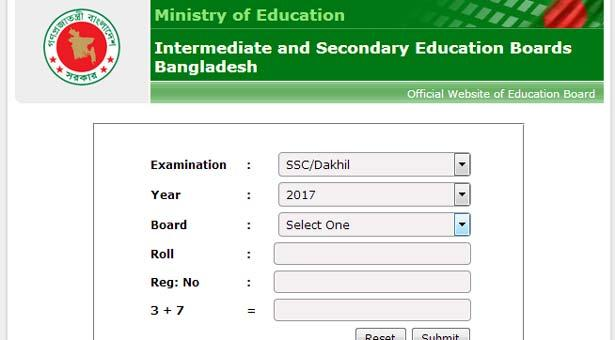 গণপ্রজাতন্ত্রী বাংলাদেশ
সরকার
Ministry of Education
Intermediate and Secondary Education Boards
Bangladesh
Official Website of Education Board
Examination : SSC/Dakhil
Year : 2017
Board : Select One
Roll :
Reg: No :
3 + 7 =
Reset Submit